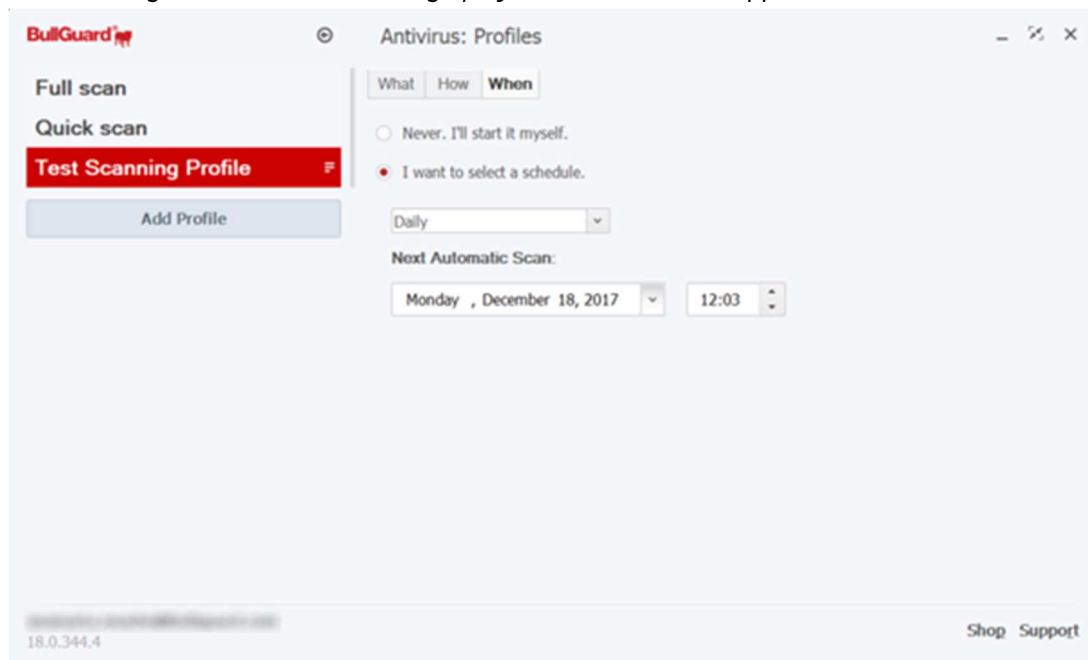 BullGuard
Antivirus: Profiles
Full scan
Quick scan
Test Scanning Profile
Add Profile
What How When
Never. I'll start it myself.
I want to select a schedule.
Daily
Next Automatic Scan:
Monday , December 18, 2017 12:03
18.0.344.4
Shop Support